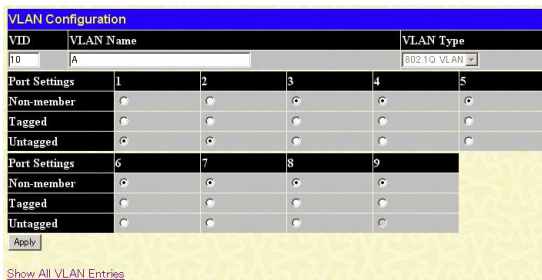 VLAN Configuration
VID VLAN Name VLAN Type
10 A 802.1Q VLAN
Port Settings 1 2 3 4 5
Non-member
Tagged
Untagged
Port Settings 6 7 8 9
Non-member
Tagged
Untagged
Apply
Show All VLAN Entries